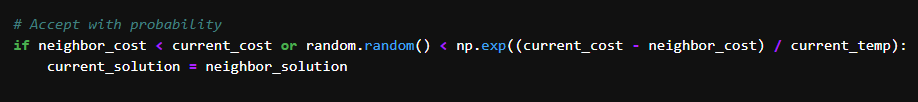 # Accept with probability
if neighbor_cost < current_cost or random.random() < np.exp((current_cost - neighbor_cost) / current_temp):
    current_solution = neighbor_solution